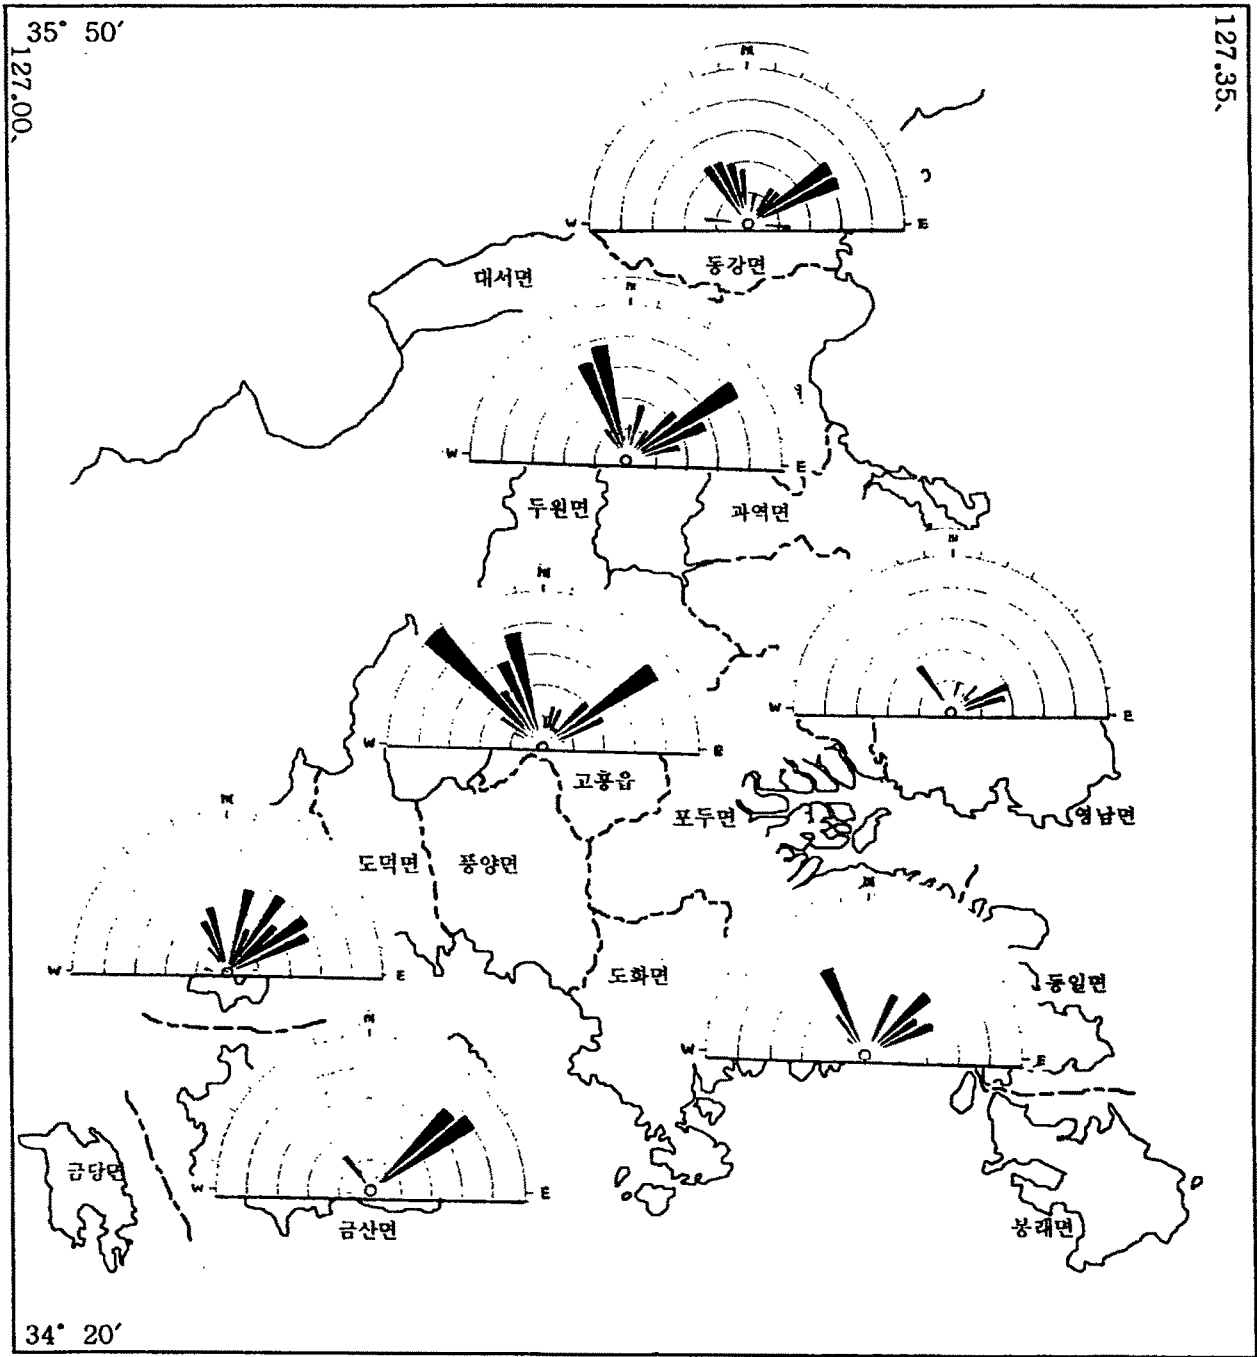 35° 50′
127.00
127.35
N
W
E
동강면
대서면
N
W
E
두원면
과역면
N
N
W
E
W
E
고흥읍
포두면
영남면
N
도덕면
풍양면
N
W
E
도화면
동일면
N
W
E
금당면
W
E
금산면
봉래면
34° 20′